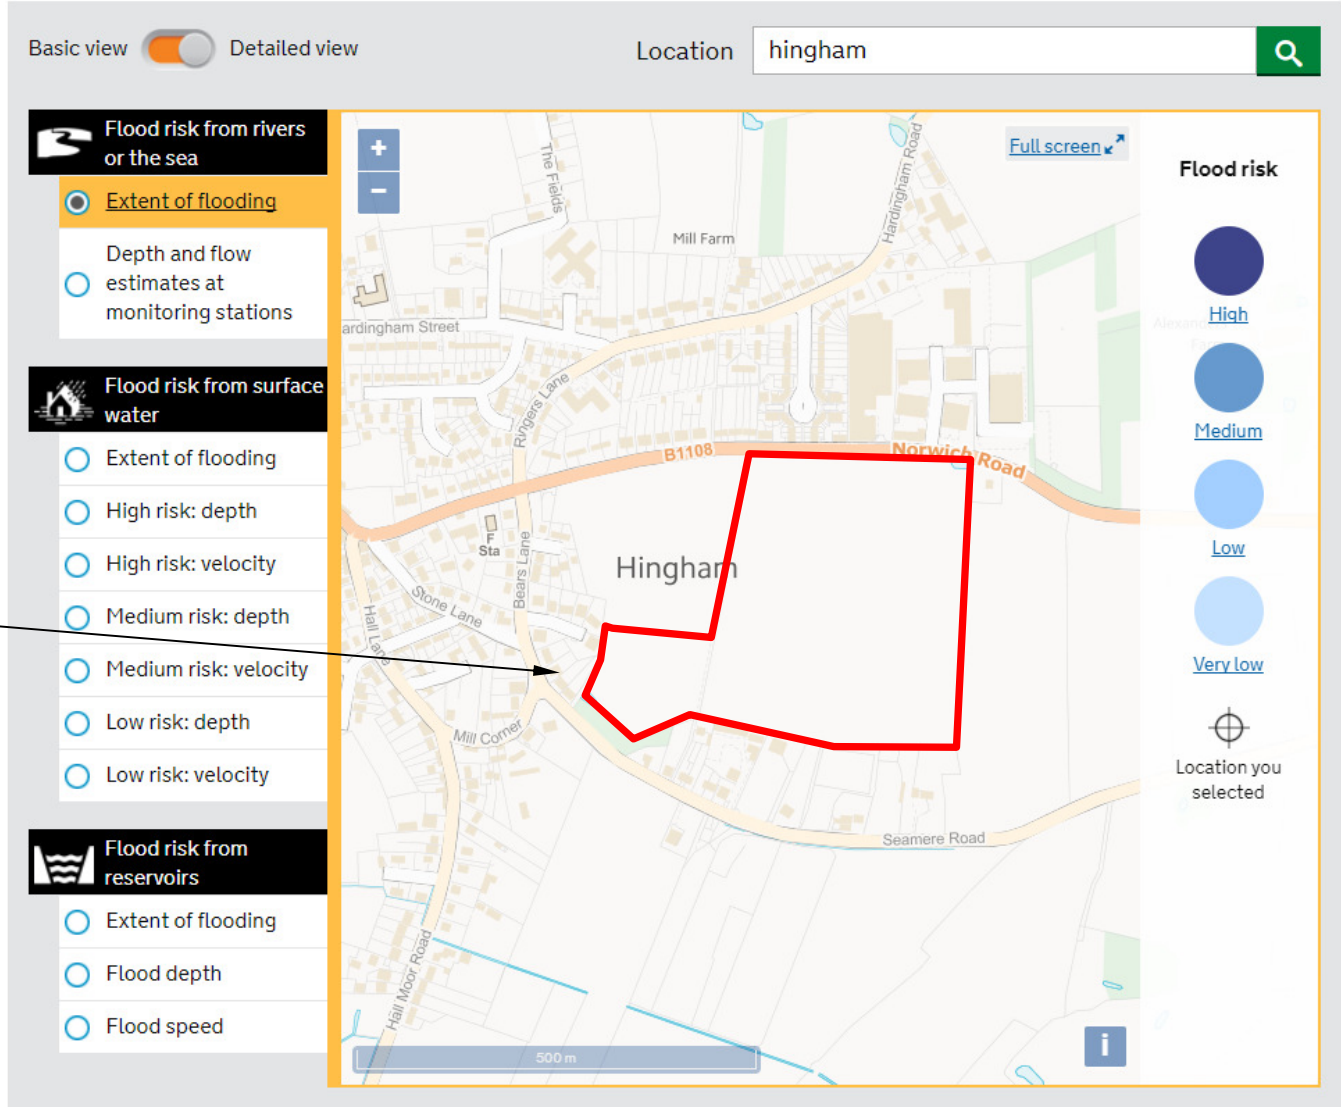 Basic view
Detailed view
Location
hingham
Flood risk from rivers
or the sea
Extent of flooding
Depth and flow
estimates at
monitoring stations
Flood risk from surface
water
Extent of flooding
High risk: depth
High risk: velocity
Medium risk: depth
Medium risk: velocity
Low risk: depth
Low risk: velocity
Flood risk from
reservoirs
Extent of flooding
Flood depth
Flood speed
+
−
Full screen
The Fields
Hardingham Road
Mill Farm
ardingham Street
Ringers Lane
B1108
Norwich Road
F
Sta
Bears Lane
Hingham
Stone Lane
Hall Lane
Mill Corner
Seamere Road
Hall Moor Road
500 m
i
Flood risk
High
Medium
Low
Very low
Location you
selected